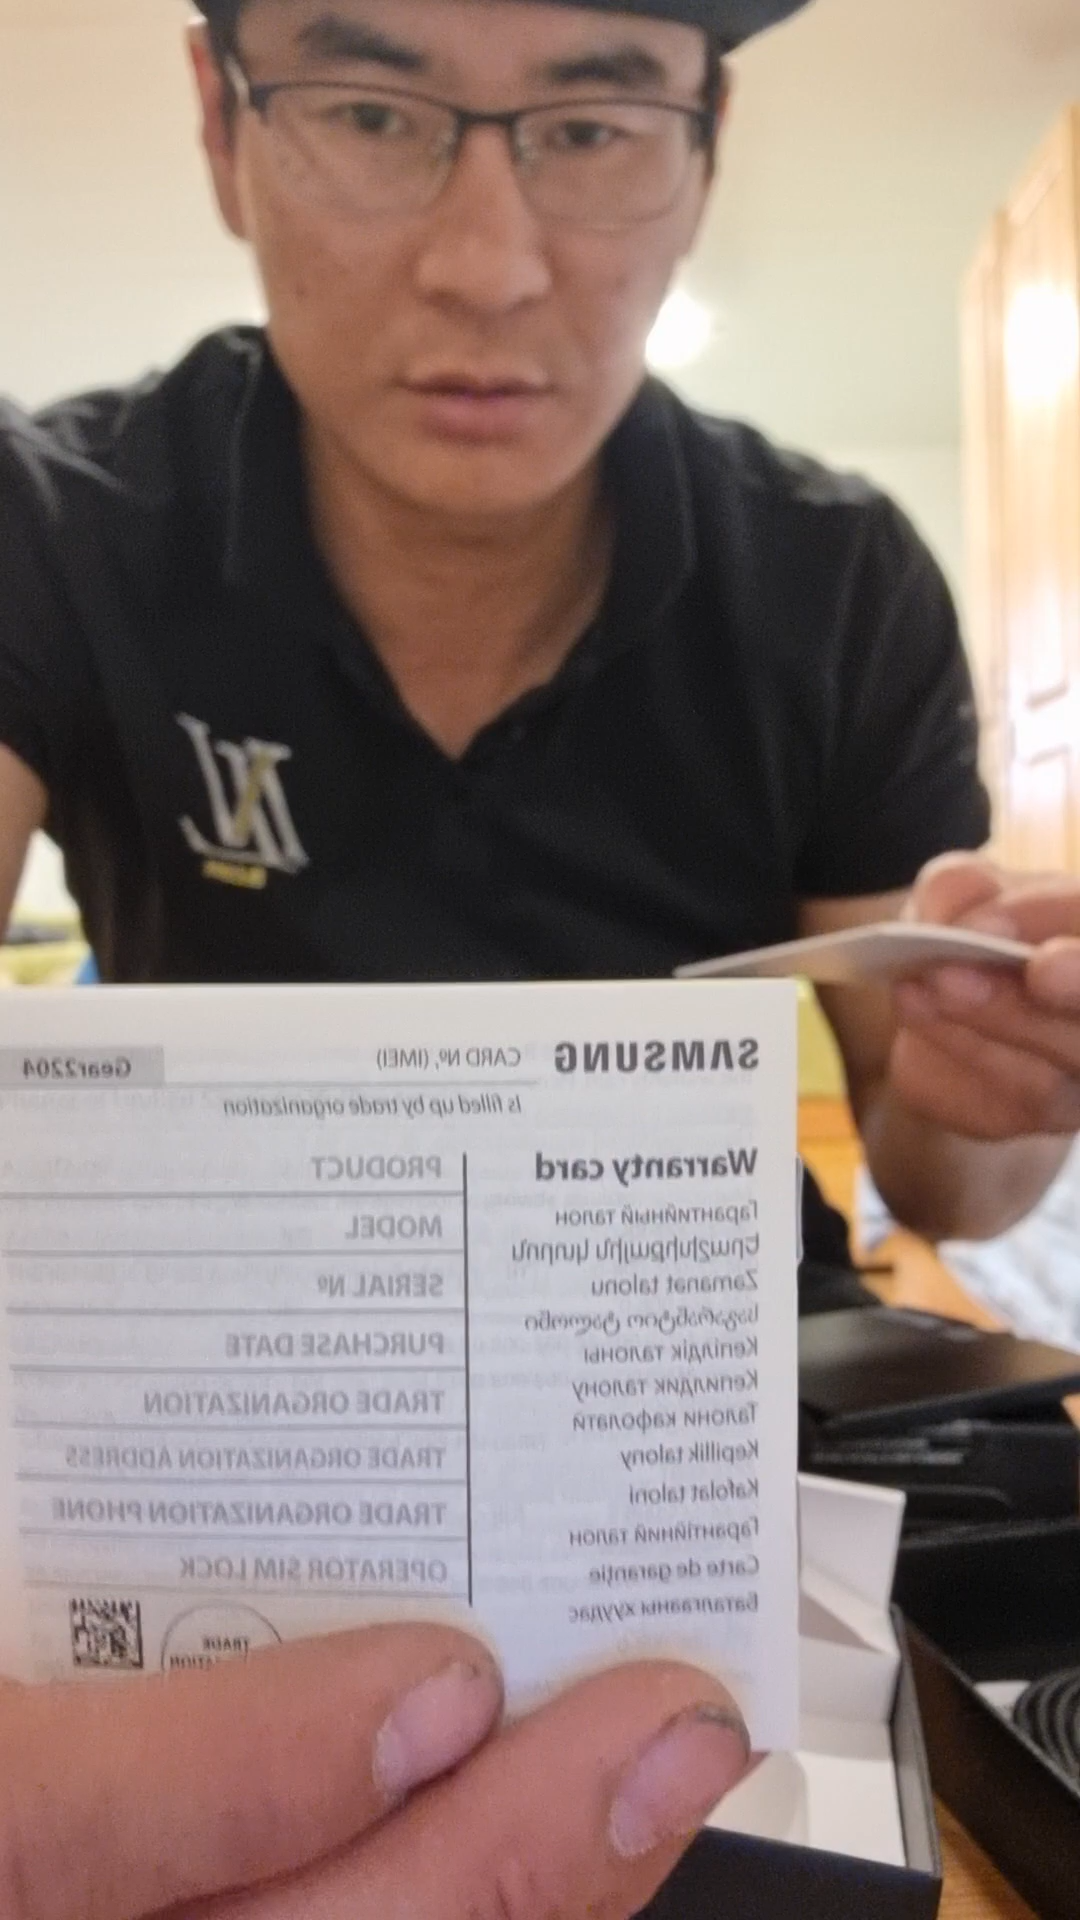 SAMSUNG
CARD №, (IMEI)
Gear2204
Is filled up by trade organization
Warranty card
Гарантийный талон
Երաշխիքային կտրոն
Zəmanət talonu
საგარანტიო ტალონი
Кепілдік талоны
Кепилдик талону
Талони кафолатӣ
Kepillik talony
Kafolat taloni
Гарантійний талон
Carte de garanție
Баталгааны хуудас
PRODUCT
MODEL
SERIAL №
PURCHASE DATE
TRADE ORGANIZATION
TRADE ORGANIZATION ADDRESS
TRADE ORGANIZATION PHONE
OPERATOR SIM LOCK
TRADE